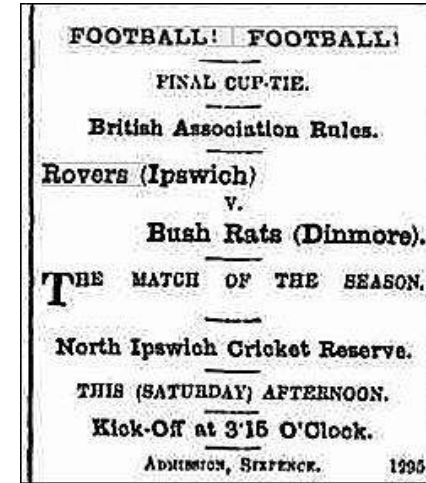 FOOTBALL! FOOTBALL!
FINAL CUP-TIE.
British Association Rules.
Rovers (Ipswich)
v.
Bush Rats (Dinmore).
THE MATCH OF THE SEASON.
North Ipswich Cricket Reserve.
THIS (SATURDAY) AFTERNOON.
Kick-Off at 3·15 O'Clock.
ADMISSION, SIXPENCE. 1295